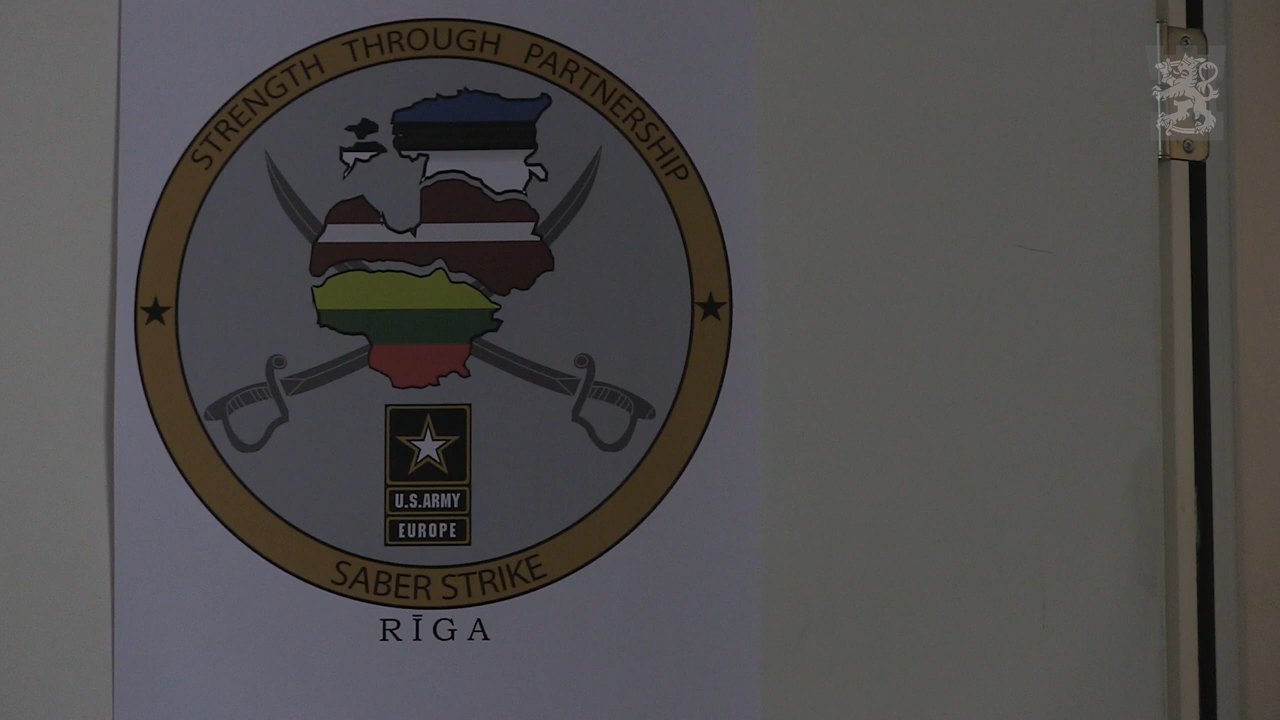 STRENGTH THROUGH PARTNERSHIP
U.S.ARMY
EUROPE
SABER STRIKE
RĪGA